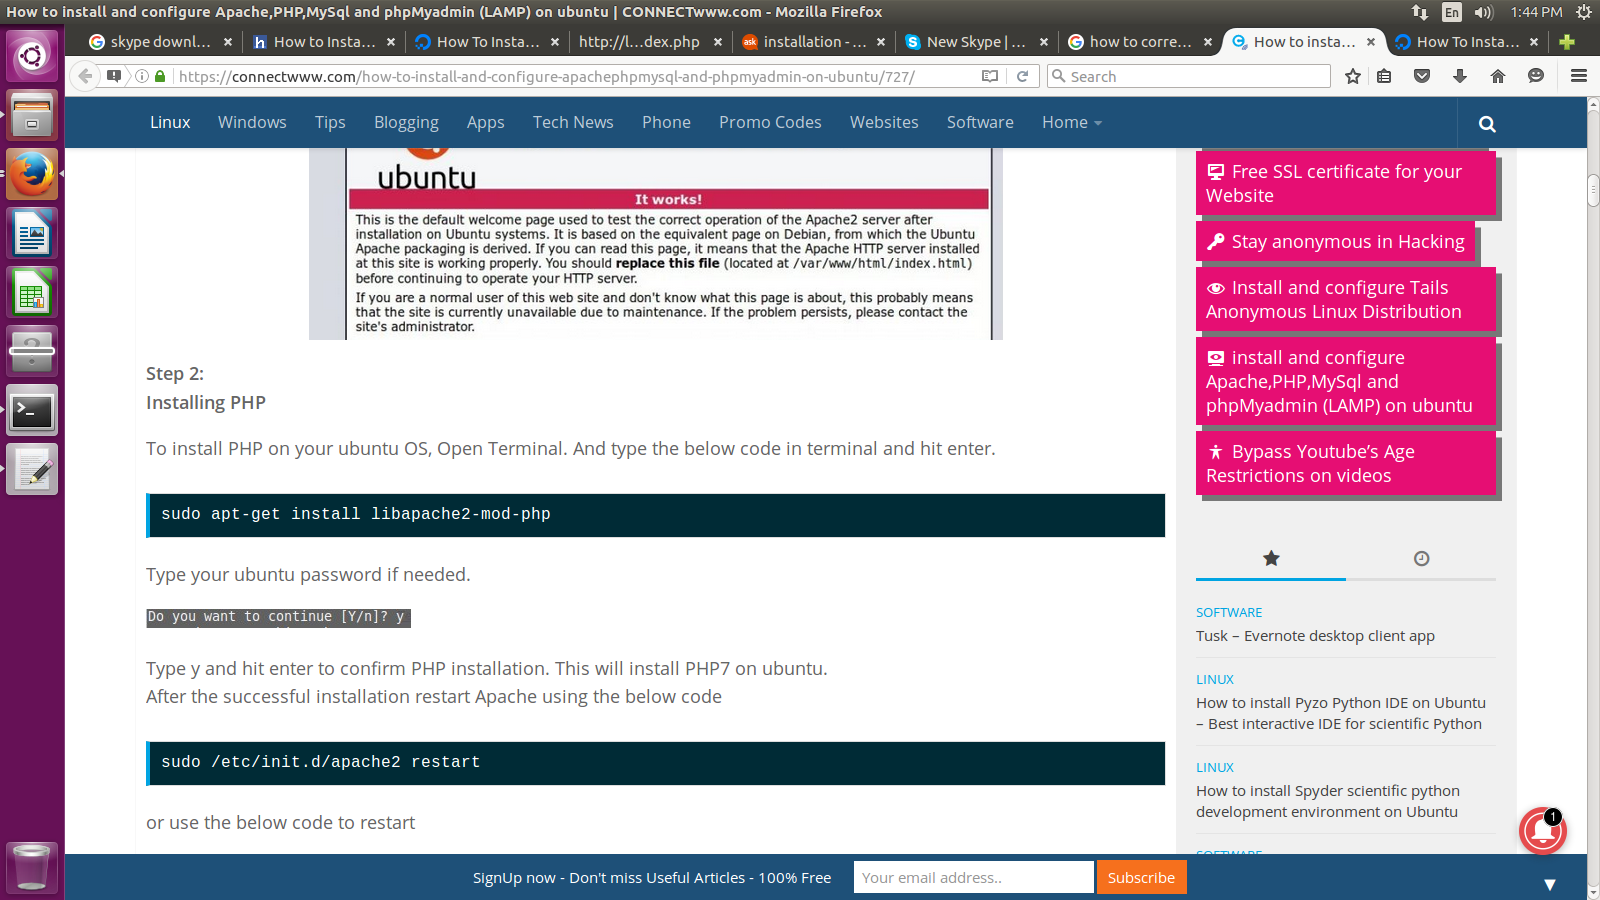 How to install and configure Apache,PHP,MySql and phpMyadmin (LAMP) on ubuntu | CONNECTwww.com - Mozilla Firefox
En
1:44 PM
skype downl...
How to Insta...
How To Insta...
http://l...dex.php
installation - ...
New Skype | ...
how to corre...
How to insta...
How To Insta...
https://connectwww.com/how-to-install-and-configure-apachephpmysql-and-phpmyadmin-on-ubuntu/727/
Search
Linux
Windows
Tips
Blogging
Apps
Tech News
Phone
Promo Codes
Websites
Software
Home
ubuntu
It works!
This is the default welcome page used to test the correct operation of the Apache2 server after
installation on Ubuntu systems. It is based on the equivalent page on Debian, from which the Ubuntu
Apache packaging is derived. If you can read this page, it means that the Apache HTTP server installed
at this site is working properly. You should replace this file (located at /var/www/html/index.html)
before continuing to operate your HTTP server.
If you are a normal user of this web site and don't know what this page is about, this probably means
that the site is currently unavailable due to maintenance. If the problem persists, please contact the
site's administrator.
Step 2:
Installing PHP
To install PHP on your ubuntu OS, Open Terminal. And type the below code in terminal and hit enter.
sudo apt-get install libapache2-mod-php
Type your ubuntu password if needed.
Do you want to continue [Y/n]? y
Type y and hit enter to confirm PHP installation. This will install PHP7 on ubuntu.
After the successful installation restart Apache using the below code
sudo /etc/init.d/apache2 restart
or use the below code to restart
Free SSL certificate for your
Website
Stay anonymous in Hacking
Install and configure Tails
Anonymous Linux Distribution
install and configure
Apache,PHP,MySql and
phpMyadmin (LAMP) on ubuntu
Bypass Youtube's Age
Restrictions on videos
SOFTWARE
Tusk – Evernote desktop client app
LINUX
How to install Pyzo Python IDE on Ubuntu
– Best interactive IDE for scientific Python
LINUX
How to install Spyder scientific python
development environment on Ubuntu
SOFTWARE
1
SignUp now - Don't miss Useful Articles - 100% Free
Your email address..
Subscribe